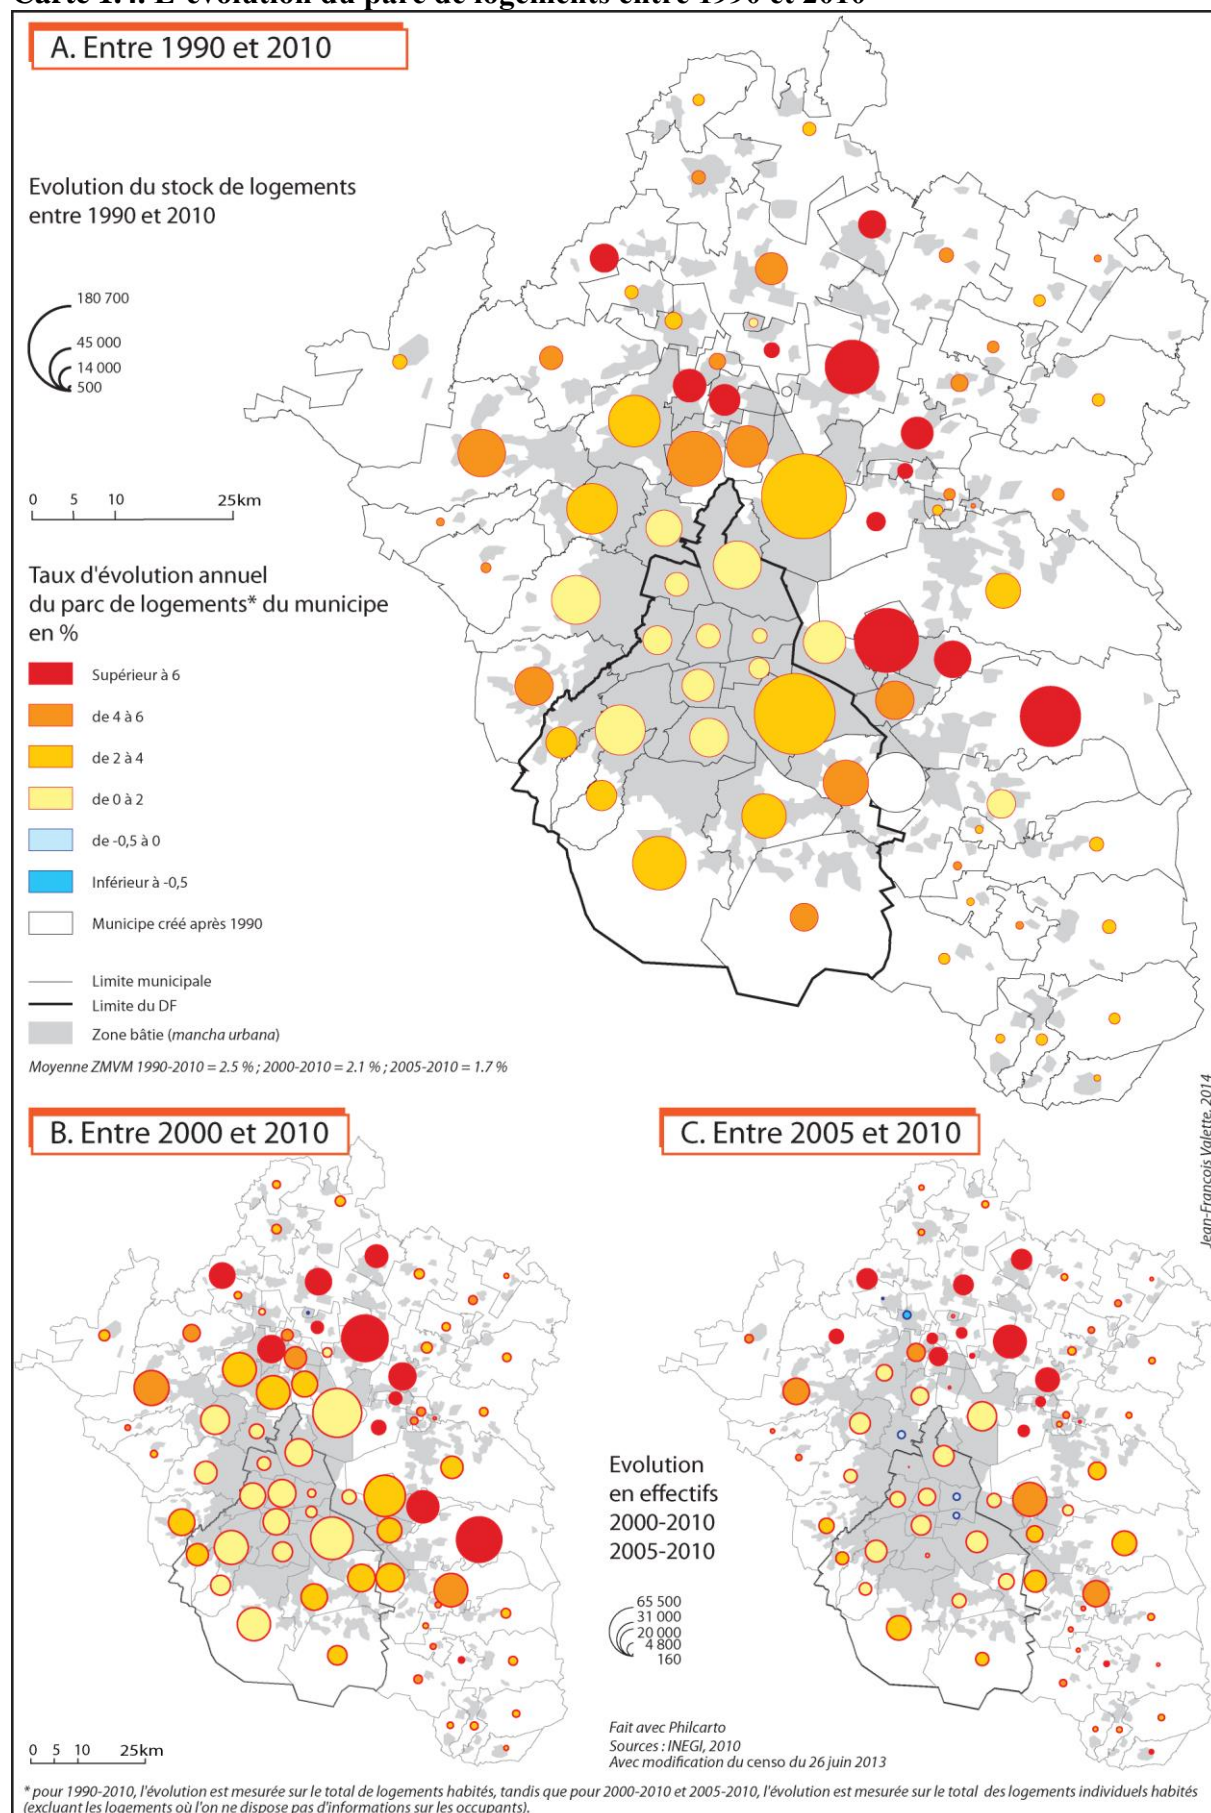 Carte 1.4. L'évolution du parc de logements entre 1990 et 2010
A. Entre 1990 et 2010
Evolution du stock de logements
entre 1990 et 2010
180 700
45 000
14 000
500
0 5 10 25km
Taux d'évolution annuel
du parc de logements* du municipe
en %
Supérieur à 6
de 4 à 6
de 2 à 4
de 0 à 2
de -0,5 à 0
Inférieur à -0,5
Municipe créé après 1990
Limite municipale
Limite du DF
Zone bâtie (mancha urbana)
Moyenne ZMVM 1990-2010 = 2.5 % ; 2000-2010 = 2.1 % ; 2005-2010 = 1.7 %
Jean-François Valette, 2014
B. Entre 2000 et 2010
C. Entre 2005 et 2010
Evolution
en effectifs
2000-2010
2005-2010
65 500
31 000
20 000
4 800
160
0 5 10 25km
Fait avec Philcarto
Sources : INEGI, 2010
Avec modification du censo du 26 juin 2013
* pour 1990-2010, l'évolution est mesurée sur le total de logements habités, tandis que pour 2000-2010 et 2005-2010, l'évolution est mesurée sur le total des logements individuels habités
(excluant les logements où l'on ne dispose pas d'informations sur les occupants).